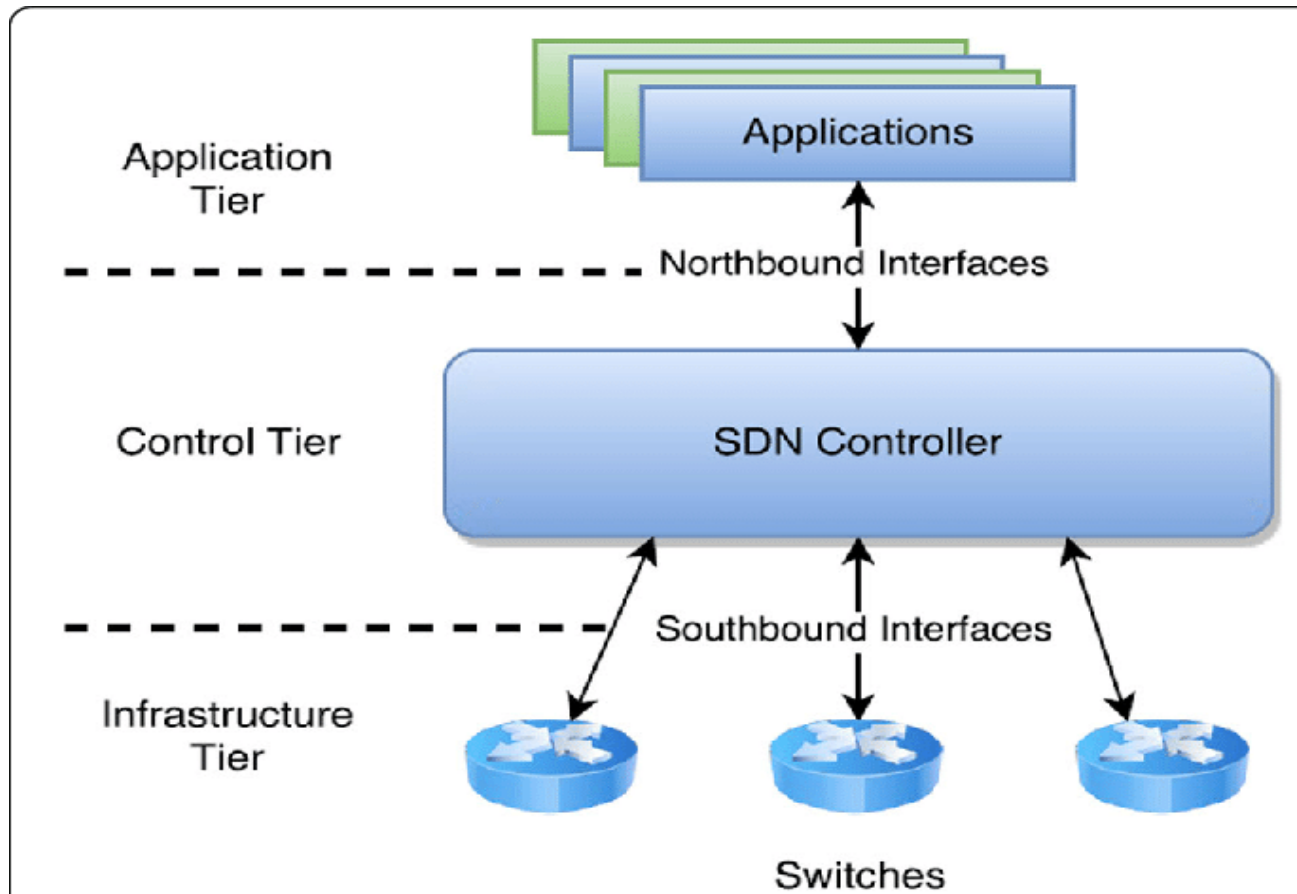 Applications
Application
Tier
Northbound Interfaces
Control Tier
SDN Controller
Southbound Interfaces
Infrastructure
Tier
Switches